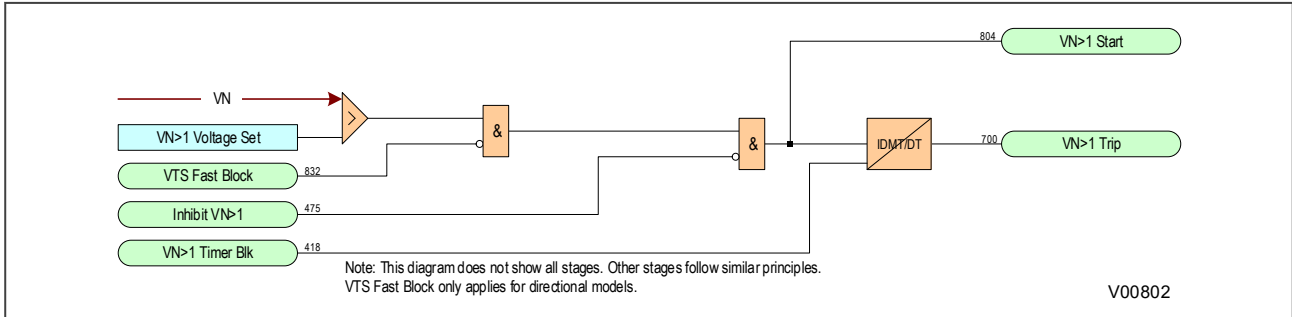 804
VN>1 Start
VN
>
VN>1 Voltage Set
&
&
IDMT/DT
700
VN>1 Trip
VTS Fast Block
832
Inhibit VN>1
475
VN>1 Timer Blk
418
Note: This diagram does not show all stages. Other stages follow similar principles.
VTS Fast Block only applies for directional models.
V00802